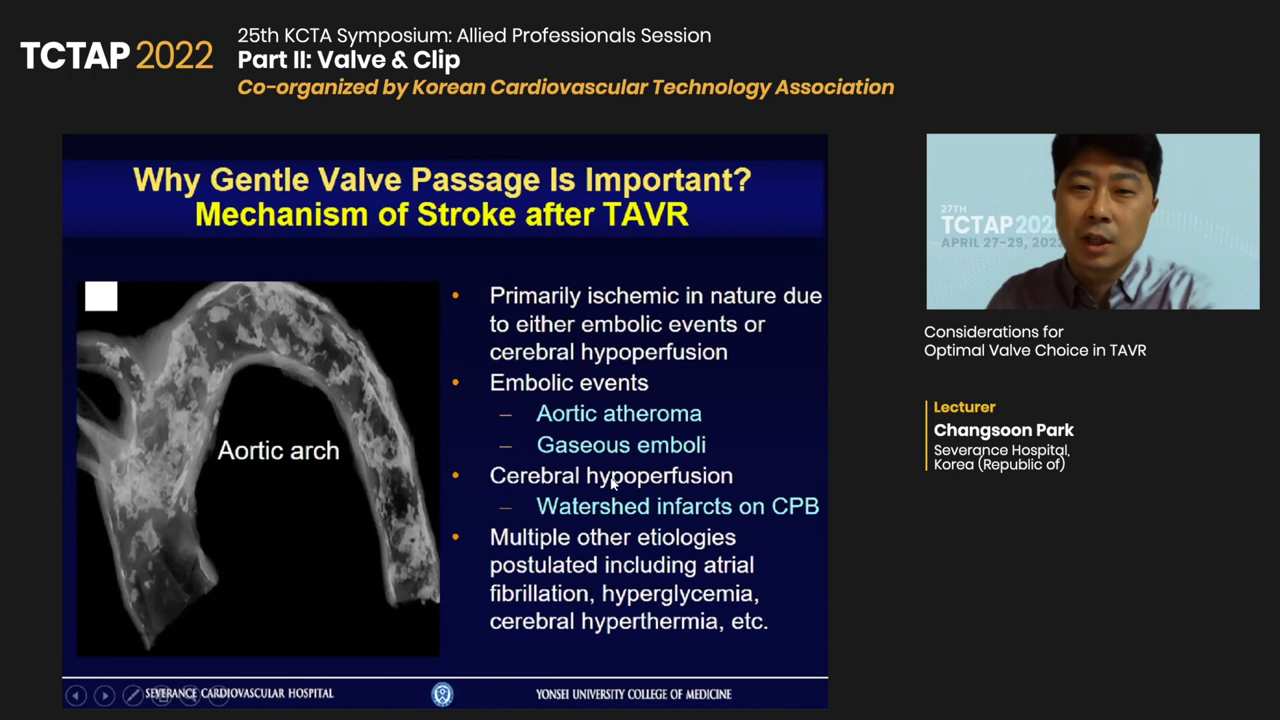 TCTAP 2022
25th KCTA Symposium: Allied Professionals Session
Part II: Valve & Clip
Co-organized by Korean Cardiovascular Technology Association
Why Gentle Valve Passage Is Important?
Mechanism of Stroke after TAVR
Aortic arch
• Primarily ischemic in nature due
to either embolic events or
cerebral hypoperfusion
• Embolic events
– Aortic atheroma
– Gaseous emboli
• Cerebral hypoperfusion
– Watershed infarcts on CPB
• Multiple other etiologies
postulated including atrial
fibrillation, hyperglycemia,
cerebral hyperthermia, etc.
SEVERANCE CARDIOVASCULAR HOSPITAL
YONSEI UNIVERSITY COLLEGE OF MEDICINE
27TH
TCTAP 202
APRIL 27-29, 202
Considerations for
Optimal Valve Choice in TAVR
Lecturer
Changsoon Park
Severance Hospital,
Korea (Republic of)